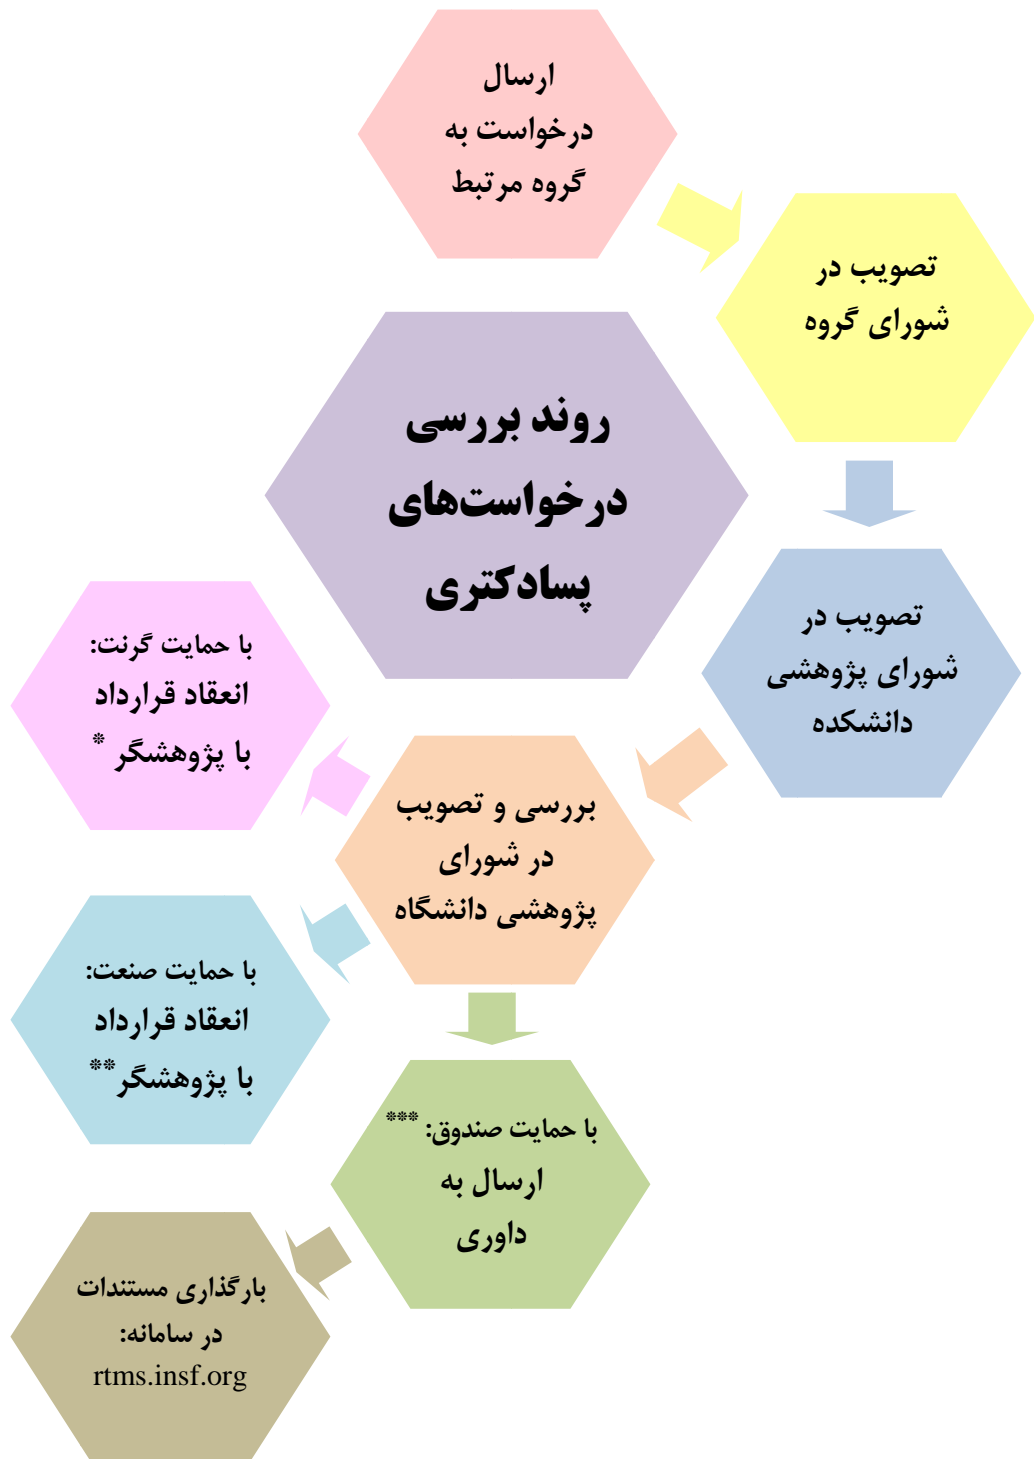 ارسال
درخواست به
گروه مرتبط
تصویب در
شورای گروه
روند بررسی
درخواست‌های
پسادکتری
تصویب در
شورای پژوهشی
دانشکده
بررسی و تصویب
در شورای
پژوهشی دانشگاه
با حمایت گرنت:
انعقاد قرارداد
با پژوهشگر *
با حمایت صنعت:
انعقاد قرارداد
با پژوهشگر**
با حمایت صندوق: ***
ارسال به
داوری
بارگذاری مستندات
در سامانه:
rtms.insf.org